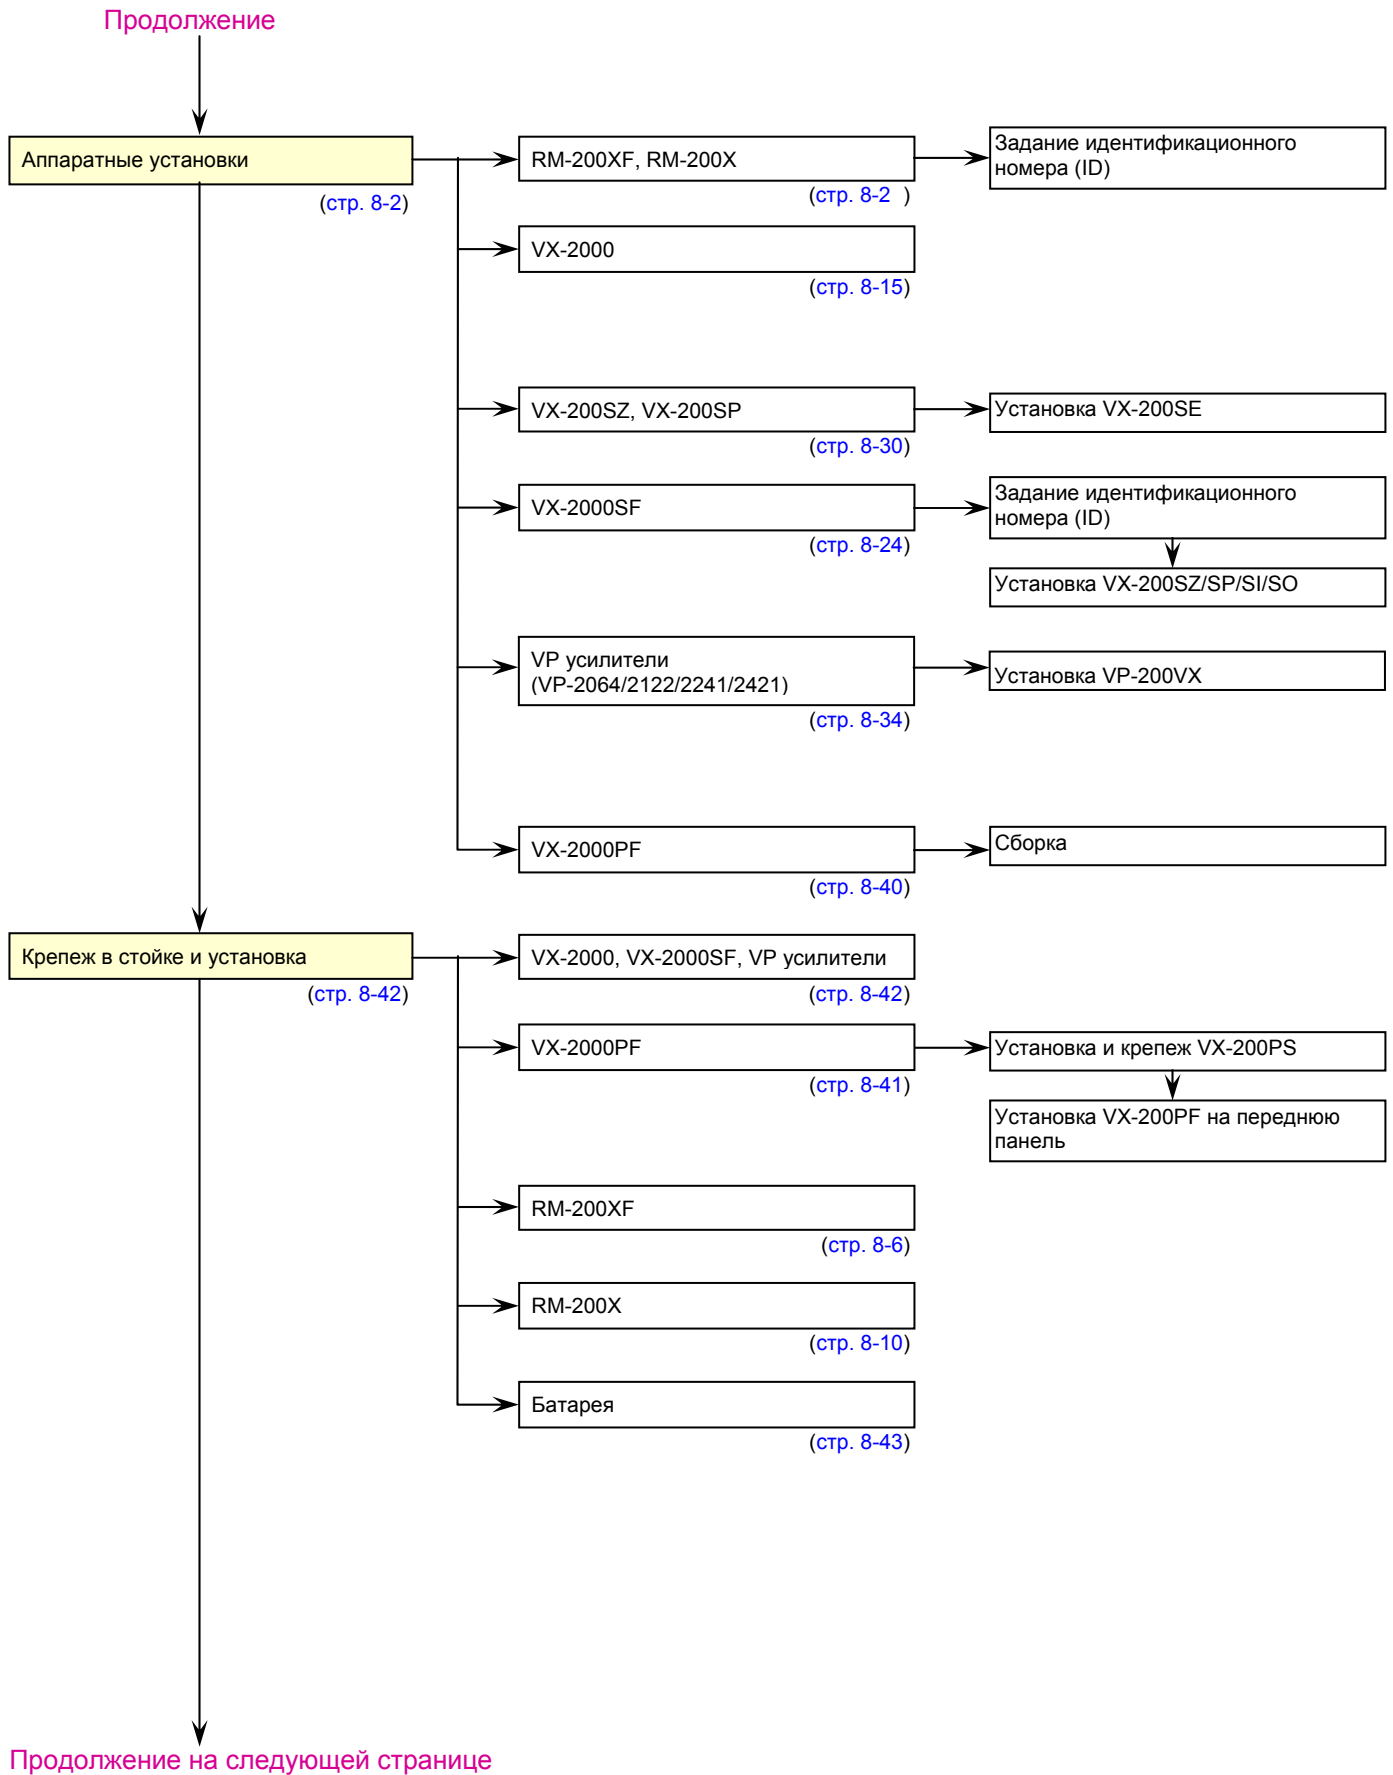 Продолжение
Аппаратные установки
(стр. 8-2)
RM-200XF, RM-200X
(стр. 8-2 )
Задание идентификационного
номера (ID)
VX-2000
(стр. 8-15)
VX-200SZ, VX-200SP
(стр. 8-30)
Установка VX-200SE
VX-2000SF
(стр. 8-24)
Задание идентификационного
номера (ID)
Установка VX-200SZ/SP/SI/SO
VP усилители
(VP-2064/2122/2241/2421)
(стр. 8-34)
Установка VP-200VX
VX-2000PF
(стр. 8-40)
Сборка
Крепеж в стойке и установка
(стр. 8-42)
VX-2000, VX-2000SF, VP усилители
(стр. 8-42)
VX-2000PF
(стр. 8-41)
Установка и крепеж VX-200PS
Установка VX-200PF на переднюю
панель
RM-200XF
(стр. 8-6)
RM-200X
(стр. 8-10)
Батарея
(стр. 8-43)
Продолжение на следующей странице